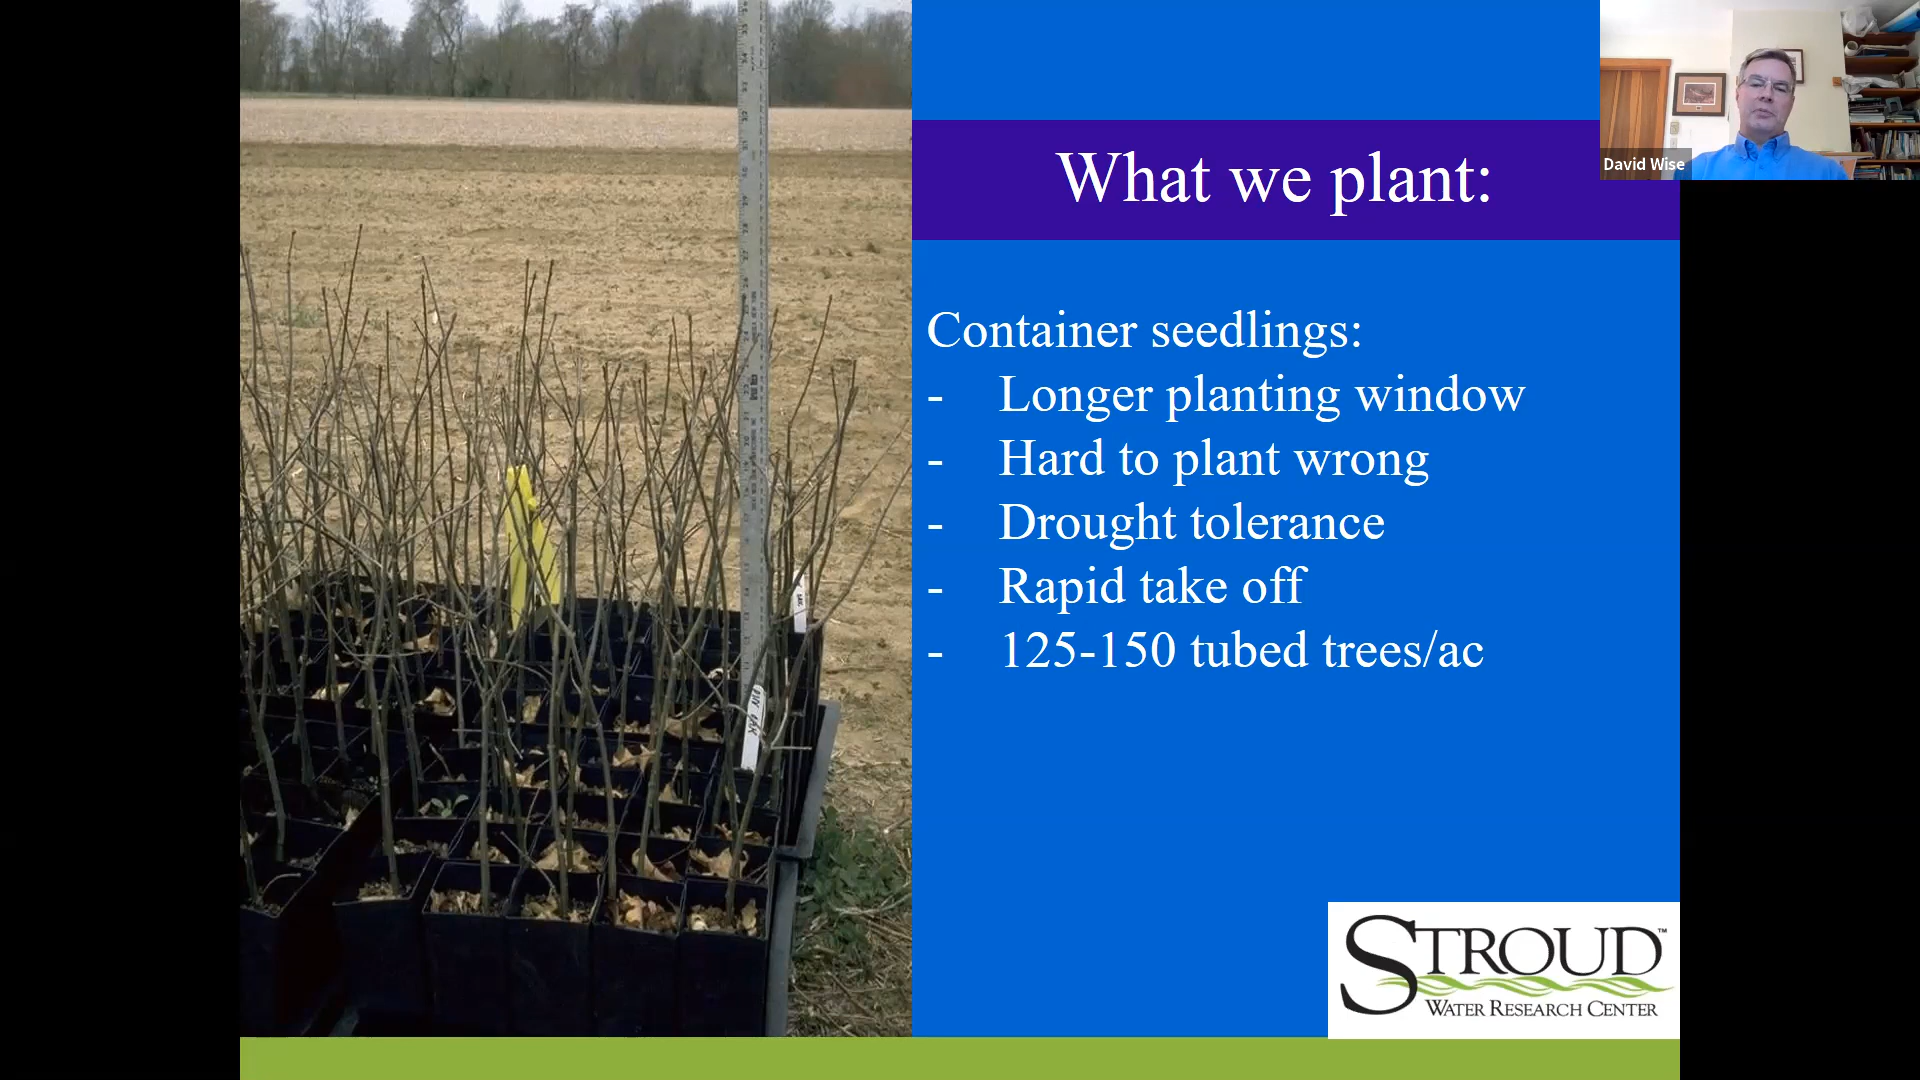 What we plant:
David Wise
Container seedlings:
- Longer planting window
- Hard to plant wrong
- Drought tolerance
- Rapid take off
- 125-150 tubed trees/ac
STROUD™
WATER RESEARCH CENTER